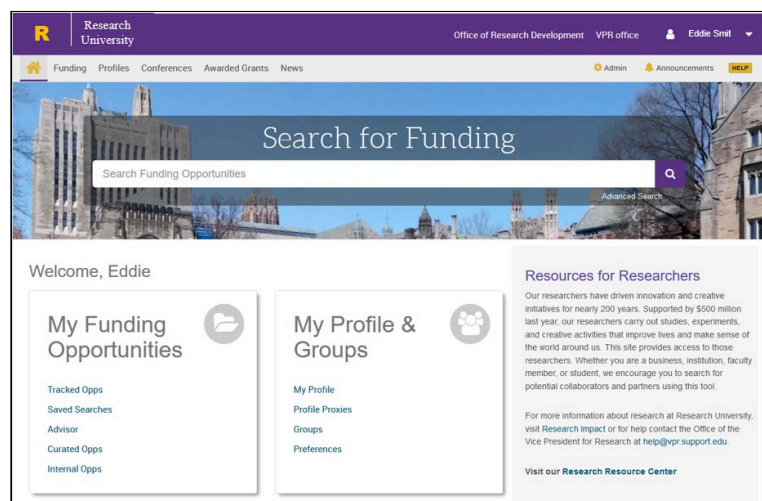 R
Research
University
Office of Research Development VPR office Eddie Smit
Funding Profiles Conferences Awarded Grants News
Admin Announcements HELP
Search for Funding
Search Funding Opportunities
Advanced Search
Welcome, Eddie
My Funding
Opportunities
Tracked Opps
Saved Searches
Advisor
Curated Opps
Internal Opps
My Profile &
Groups
My Profile
Profile Proxies
Groups
Preferences
Resources for Researchers
Our researchers have driven innovation and creative
initiatives for nearly 200 years. Supported by $500 million
last year, our researchers carry out studies, experiments,
and creative activities that improve lives and make sense of
the world around us. This site provides access to those
researchers. Whether you are a business, institution, faculty
member, or student, we encourage you to search for
potential collaborators and partners using this tool.
For more information about research at Research University,
visit Research Impact or for help contact the Office of the
Vice President for Research at help@vpr.support.edu.
Visit our Research Resource Center